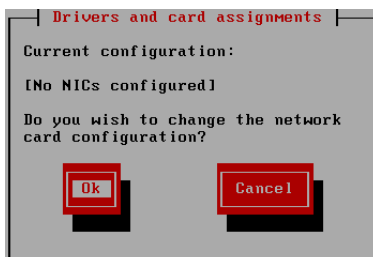 Drivers and card assignments
Current configuration:
[No NICs configured]
Do you wish to change the network
card configuration?
Ok
Cancel